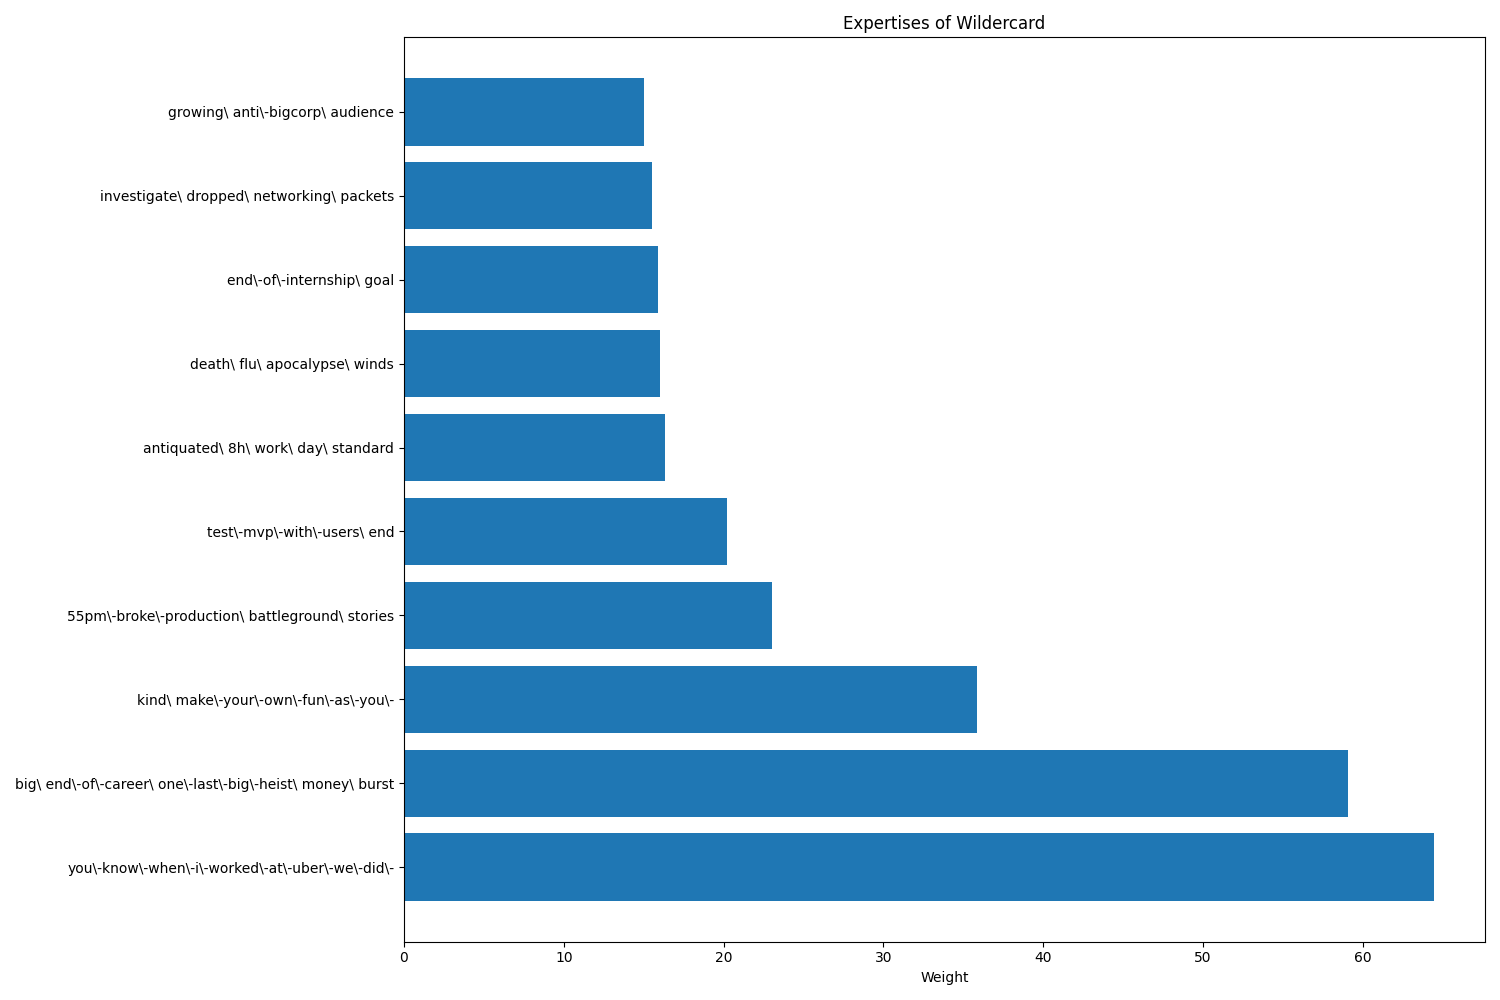 Expertises of Wildercard
growing\ anti\-bigcorp\ audience
investigate\ dropped\ networking\ packets
end\-of\-internship\ goal
death\ flu\ apocalypse\ winds
antiquated\ 8h\ work\ day\ standard
test\-mvp\-with\-users\ end
55pm\-broke\-production\ battleground\ stories
kind\ make\-your\-own\-fun\-as\-you\-
big\ end\-of\-career\ one\-last\-big\-heist\ money\ burst
you\-know\-when\-i\-worked\-at\-uber\-we\-did\-
0 10 20 30 40 50 60
Weight